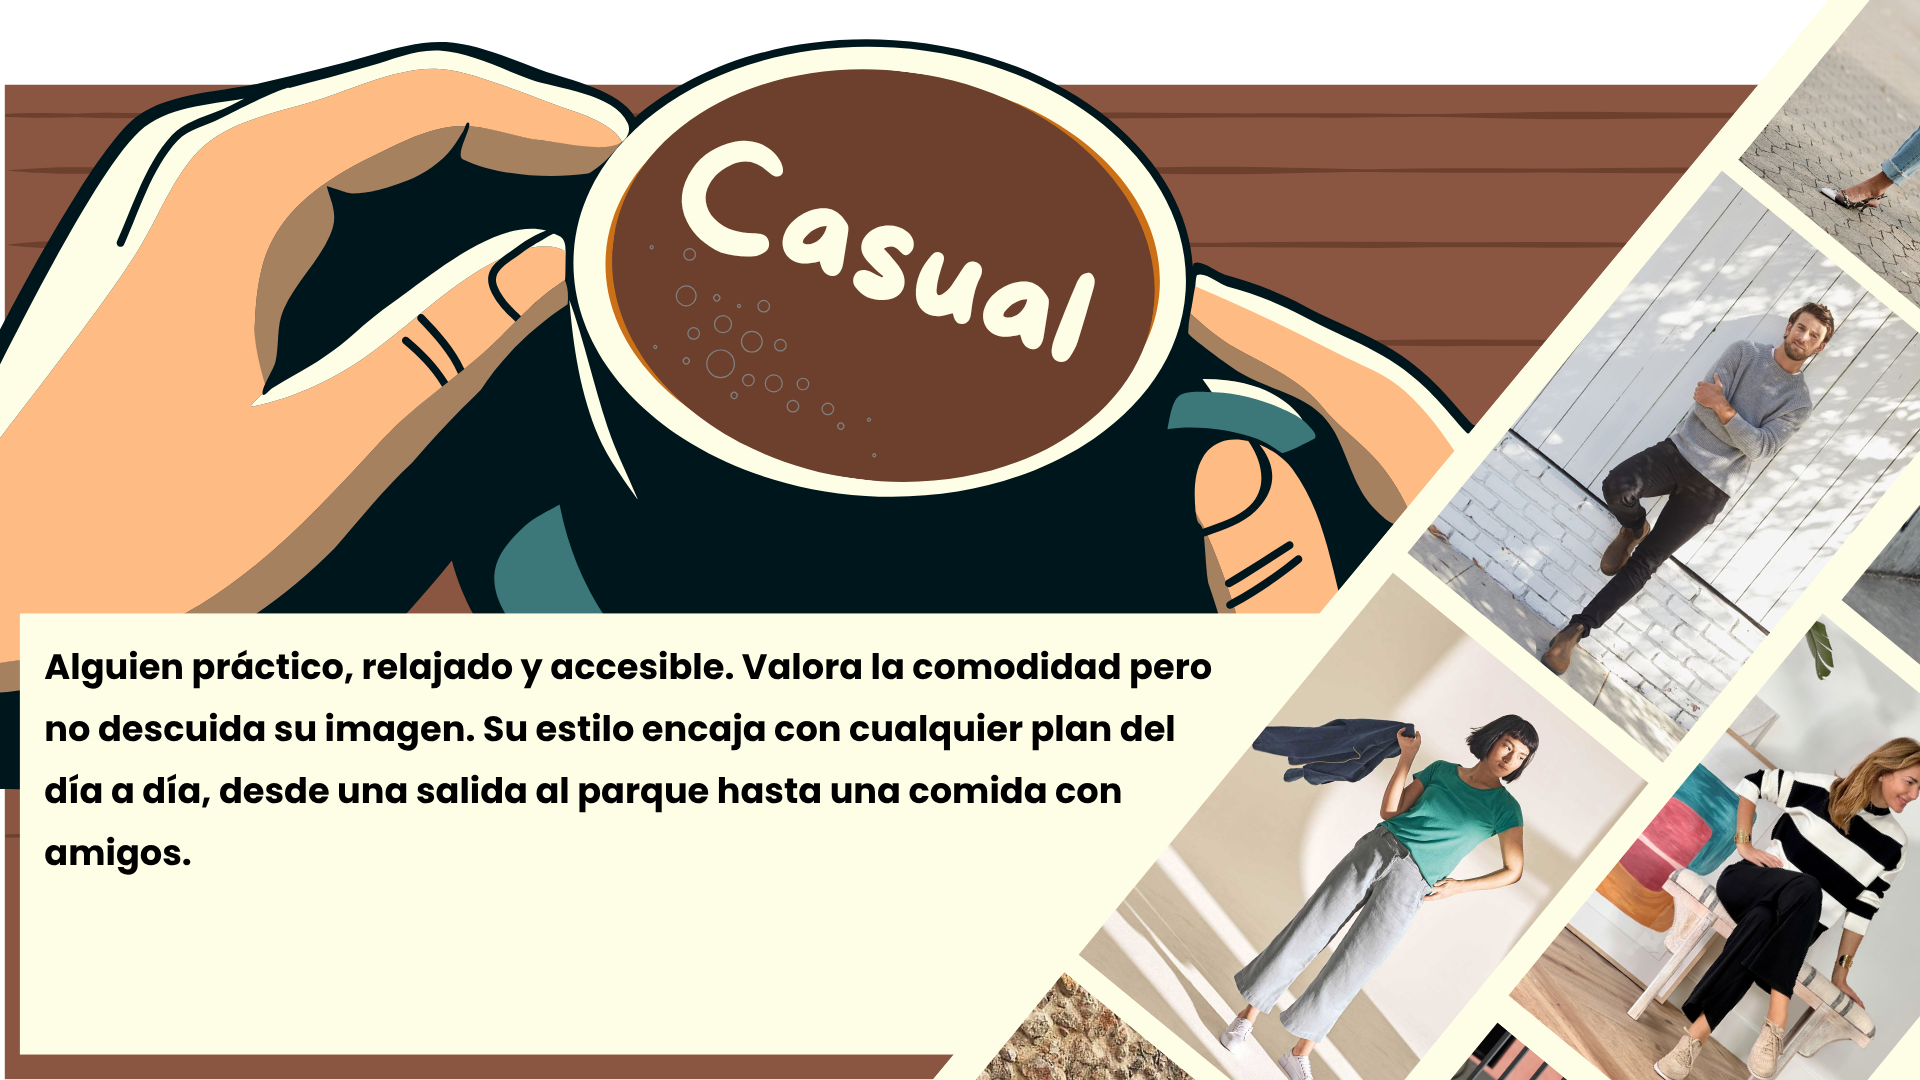 Casual
Alguien práctico, relajado y accesible. Valora la comodidad pero
no descuida su imagen. Su estilo encaja con cualquier plan del
día a día, desde una salida al parque hasta una comida con
amigos.